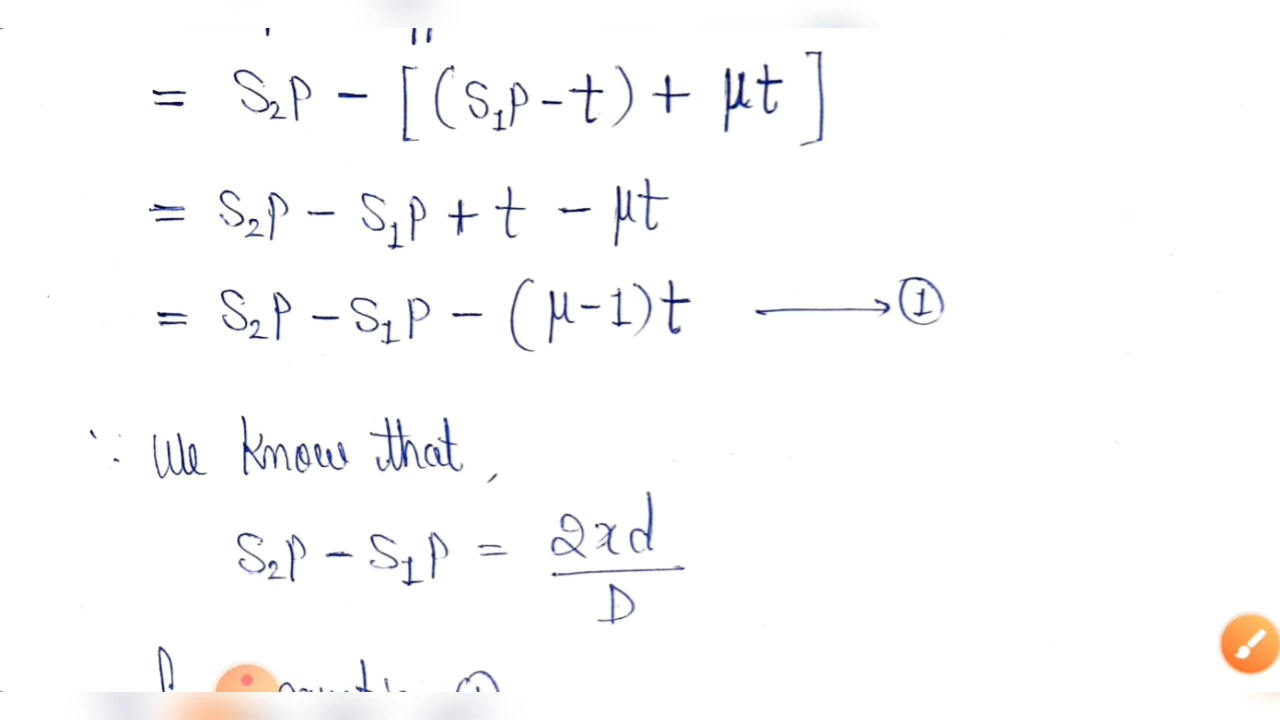 = S₂P - [(S₁P-t) + μt]
= S₂P - S₁P + t - μt
= S₂P - S₁P - (μ-1)t ⟶ ①
∵ We know that,
S₂P - S₁P = 2xd/D